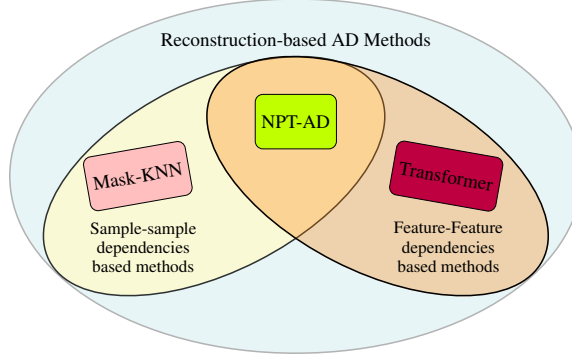 Reconstruction-based AD Methods
NPT-AD
Mask-KNN
Transformer
Sample-sample
dependencies
based methods
Feature-Feature
dependencies
based methods